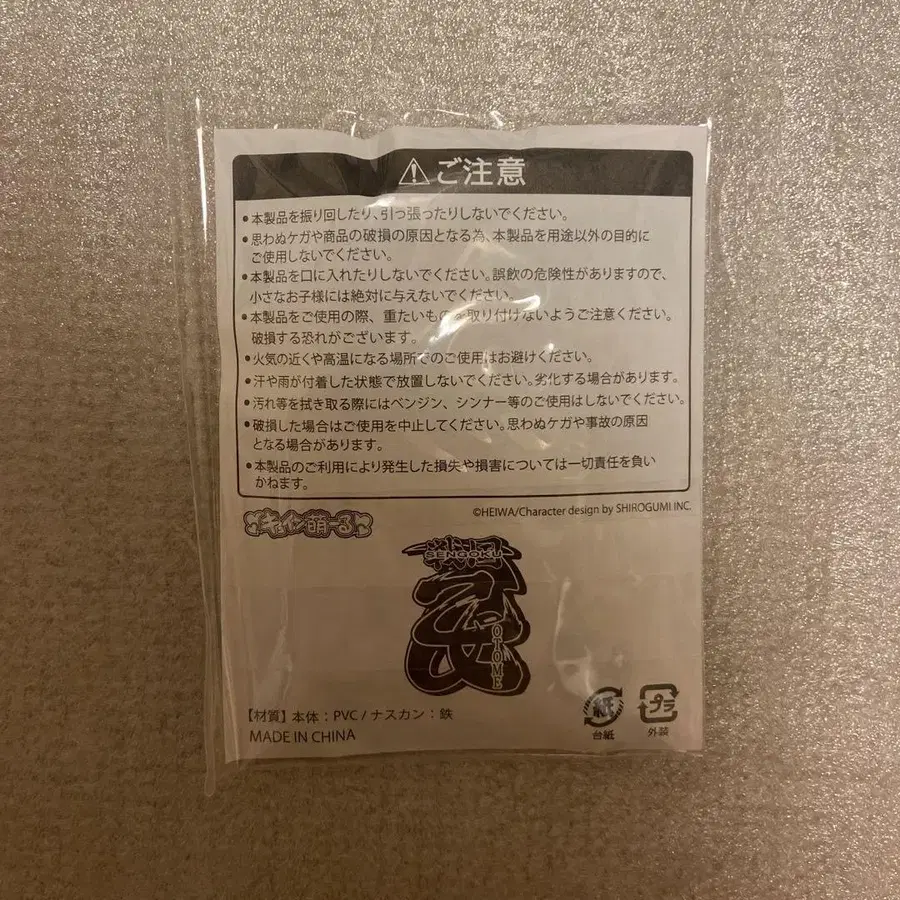 ご注意
•本製品を振り回したり、引っ張ったりしないでください。
•思わぬケガや商品の破損の原因となる為、本製品を用途以外の目的に
ご使用しないでください。
•本製品を口に入れたりしないでください。誤飲の危険性がありますので、
小さなお子様には絶対に与えないでください。
•本製品をご使用の際、重たいものを取り付けないようご注意ください。
破損する恐れがございます。
•火気の近くや高温になる場所でのご使用はお避けください。
•汗や雨が付着した状態で放置しないでください。劣化する場合があります。
•汚れ等を拭き取る際にはベンジン、シンナー等のご使用はしないでください。
•破損した場合はご使用を中止してください。思わぬケガや事故の原因
となる場合があります。
•本製品のご利用により発生した損失や損害については一切責任を負い
かねます。
©HEIWA/Character design by SHIROGUMI INC.
キュイン萌〜る
戦国
SENGOKU
乙女
OTOME
【材質】本体：PVC / ナスカン：鉄
MADE IN CHINA
紙
台紙
プラ
外装